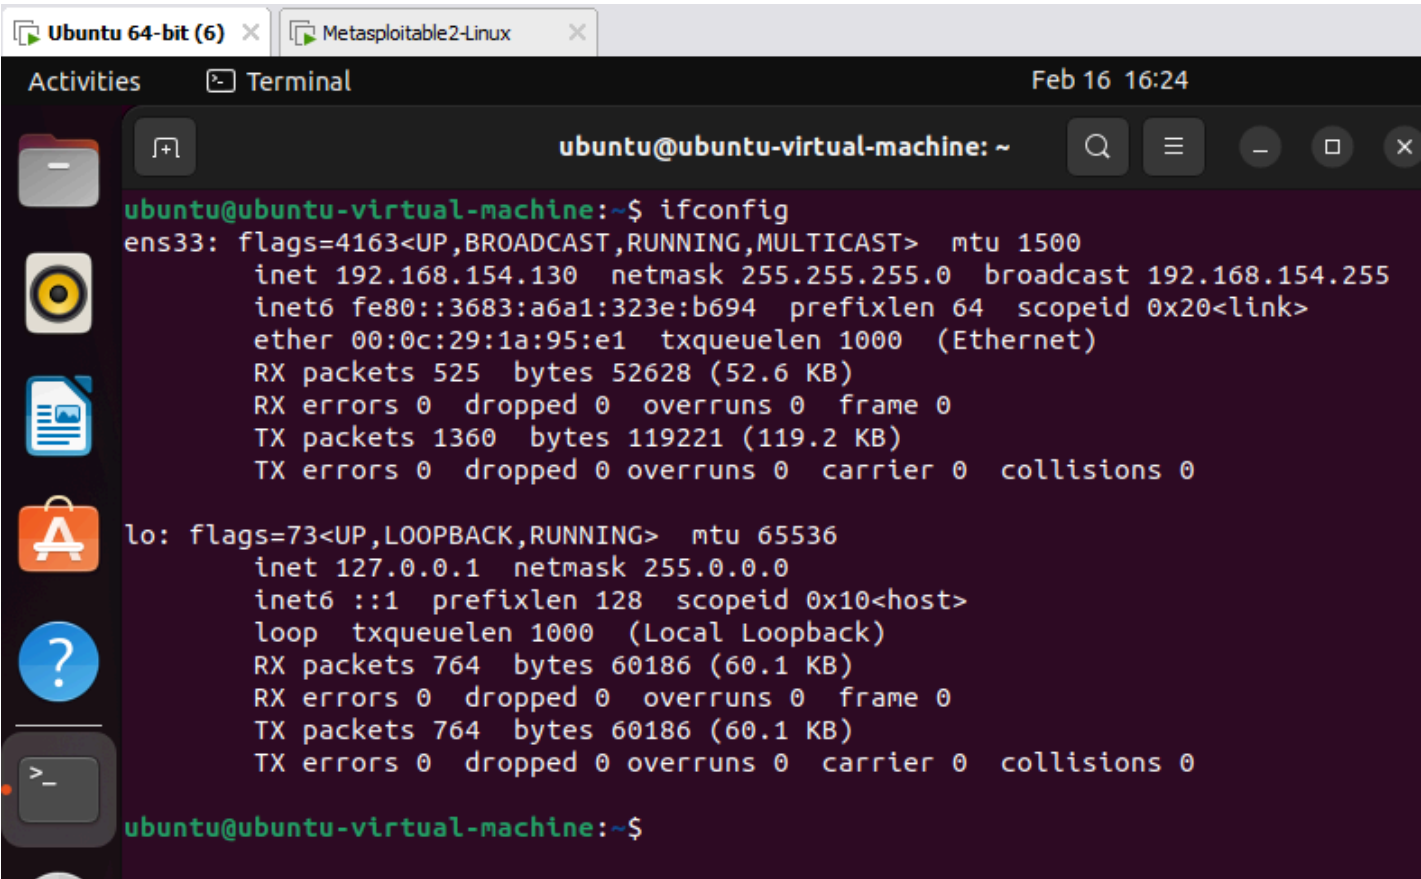 Ubuntu 64-bit (6) Metasploitable2-Linux
Activities Terminal Feb 16 16:24
ubuntu@ubuntu-virtual-machine: ~
ubuntu@ubuntu-virtual-machine:~$ ifconfig
ens33: flags=4163<UP,BROADCAST,RUNNING,MULTICAST>  mtu 1500
        inet 192.168.154.130  netmask 255.255.255.0  broadcast 192.168.154.255
        inet6 fe80::3683:a6a1:323e:b694  prefixlen 64  scopeid 0x20<link>
        ether 00:0c:29:1a:95:e1  txqueuelen 1000  (Ethernet)
        RX packets 525  bytes 52628 (52.6 KB)
        RX errors 0  dropped 0  overruns 0  frame 0
        TX packets 1360  bytes 119221 (119.2 KB)
        TX errors 0  dropped 0 overruns 0  carrier 0  collisions 0
lo: flags=73<UP,LOOPBACK,RUNNING>  mtu 65536
        inet 127.0.0.1  netmask 255.0.0.0
        inet6 ::1  prefixlen 128  scopeid 0x10<host>
        loop  txqueuelen 1000  (Local Loopback)
        RX packets 764  bytes 60186 (60.1 KB)
        RX errors 0  dropped 0  overruns 0  frame 0
        TX packets 764  bytes 60186 (60.1 KB)
        TX errors 0  dropped 0 overruns 0  carrier 0  collisions 0
ubuntu@ubuntu-virtual-machine:~$